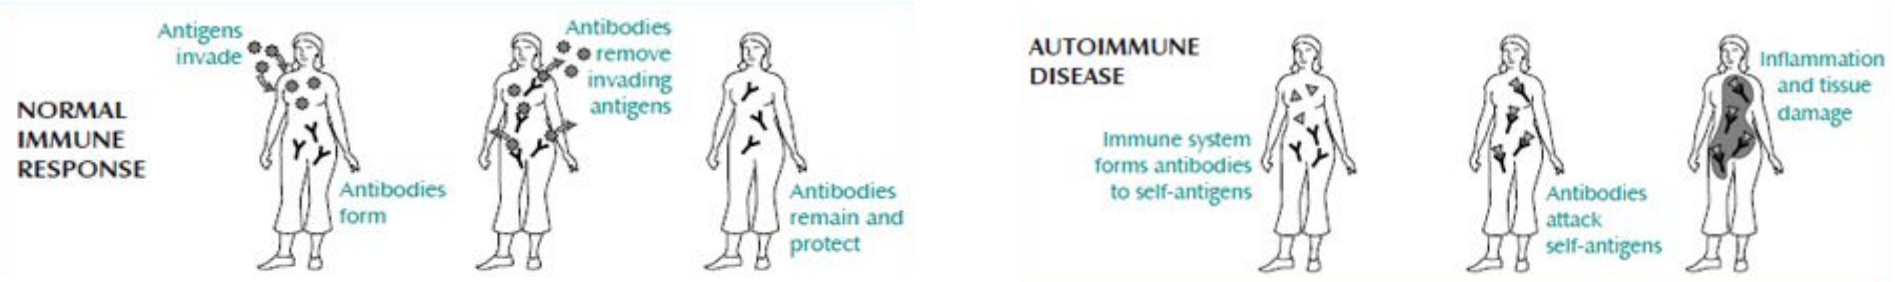 NORMAL
IMMUNE
RESPONSE
Antigens
invade
Antibodies
form
Antibodies
remove
invading
antigens
Antibodies
remain and
protect
AUTOIMMUNE
DISEASE
Immune system
forms antibodies
to self-antigens
Antibodies
attack
self-antigens
Inflammation
and tissue
damage